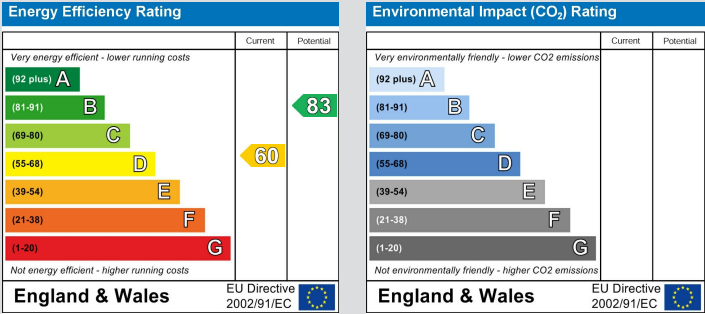 Energy Efficiency Rating
Current Potential
Very energy efficient - lower running costs
(92 plus) A
(81-91) B
83
(69-80) C
(55-68) D
60
(39-54) E
(21-38) F
(1-20) G
Not energy efficient - higher running costs
England & Wales
EU Directive
2002/91/EC
Environmental Impact (CO₂) Rating
Current Potential
Very environmentally friendly - lower CO2 emissions
(92 plus) A
(81-91) B
(69-80) C
(55-68) D
(39-54) E
(21-38) F
(1-20) G
Not environmentally friendly - higher CO2 emissions
England & Wales
EU Directive
2002/91/EC